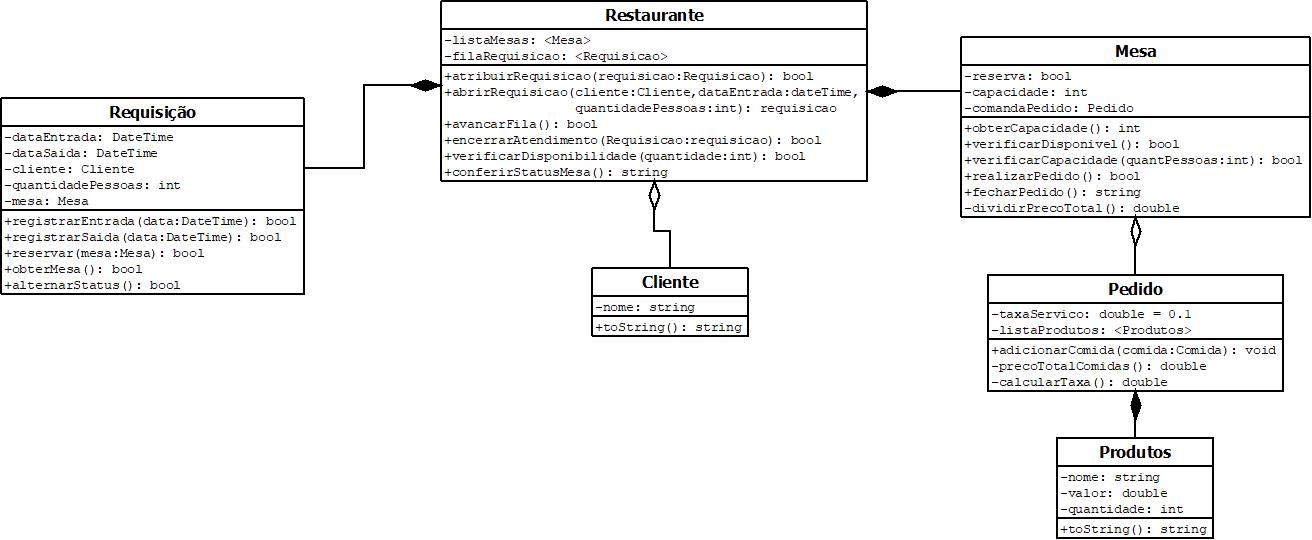 Restaurante
-listaMesas: <Mesa>
-filaRequisicao: <Requisicao>
+atribuirRequisicao(requisicao:Requisicao): bool
+abrirRequisicao(cliente:Cliente,dataEntrada:dateTime,
quantidadePessoas:int): requisicao
+avancarFila(): bool
+encerrarAtendimento(Requisicao:requisicao): bool
+verificarDisponibilidade(quantidade:int): bool
+conferirStatusMesa(): string
Mesa
-reserva: bool
-capacidade: int
-comandaPedido: Pedido
+obterCapacidade(): int
+verificarDisponivel(): bool
+verificarCapacidade(quantPessoas:int): bool
+realizarPedido(): bool
+fecharPedido(): string
-dividirPrecoTotal(): double
Requisição
-dataEntrada: DateTime
-dataSaida: DateTime
-cliente: Cliente
-quantidadePessoas: int
-mesa: Mesa
+registrarEntrada(data:DateTime): bool
+registrarSaida(data:DateTime): bool
+reservar(mesa:Mesa): bool
+obterMesa(): bool
+alternarStatus(): bool
Cliente
-nome: string
+toString(): string
Pedido
-taxaServico: double = 0.1
-listaProdutos: <Produtos>
+adicionarComida(comida:Comida): void
-precoTotalComidas(): double
-calcularTaxa(): double
Produtos
-nome: string
-valor: double
-quantidade: int
+toString(): string